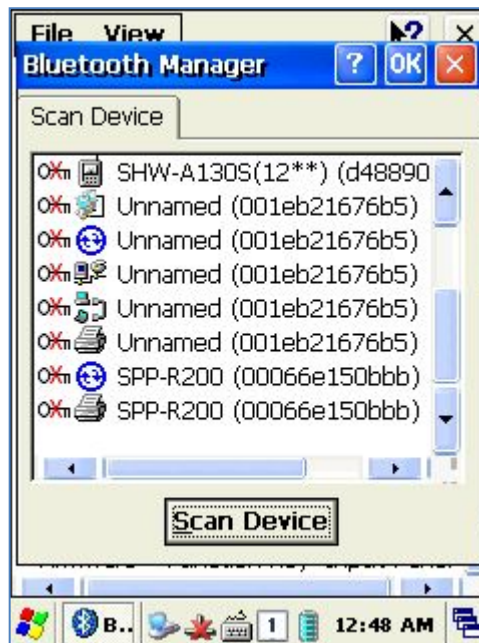 File View
Bluetooth Manager ? OK
Scan Device
SHW-A130S(12**) (d48890
Unnamed (001eb21676b5)
Unnamed (001eb21676b5)
Unnamed (001eb21676b5)
Unnamed (001eb21676b5)
Unnamed (001eb21676b5)
SPP-R200 (00066e150bbb)
SPP-R200 (00066e150bbb)
Scan Device
B.. 1 12:48 AM